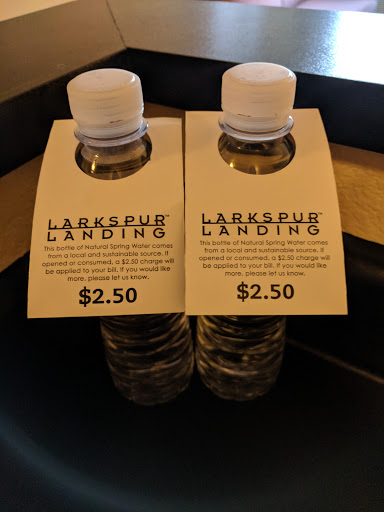 LARKSPUR™
LANDING
This bottle of Natural Spring Water comes
from a local and sustainable source. If
opened or consumed, a $2.50 charge will
be applied to your bill. If you would like
more, please let us know.
$2.50
LARKSPUR™
LANDING
This bottle of Natural Spring Water comes
from a local and sustainable source. If
opened or consumed, a $2.50 charge will
be applied to your bill. If you would like
more, please let us know.
$2.50